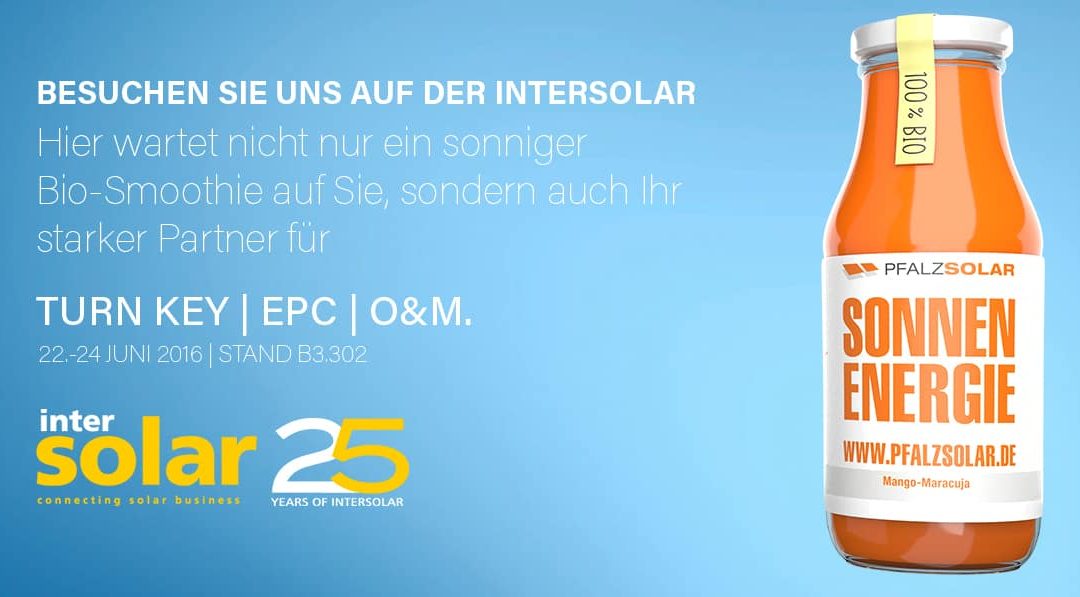 BESUCHEN SIE UNS AUF DER INTERSOLAR
Hier wartet nicht nur ein sonniger
Bio-Smoothie auf Sie, sondern auch Ihr
starker Partner für
TURN KEY | EPC | O&M.
22.-24 JUNI 2016 | STAND B3.302
inter
solar
connecting solar business
25
YEARS OF INTERSOLAR
100 % BIO
PFALZSOLAR
SONNEN
ENERGIE
WWW.PFALZSOLAR.DE
Mango-Maracuja